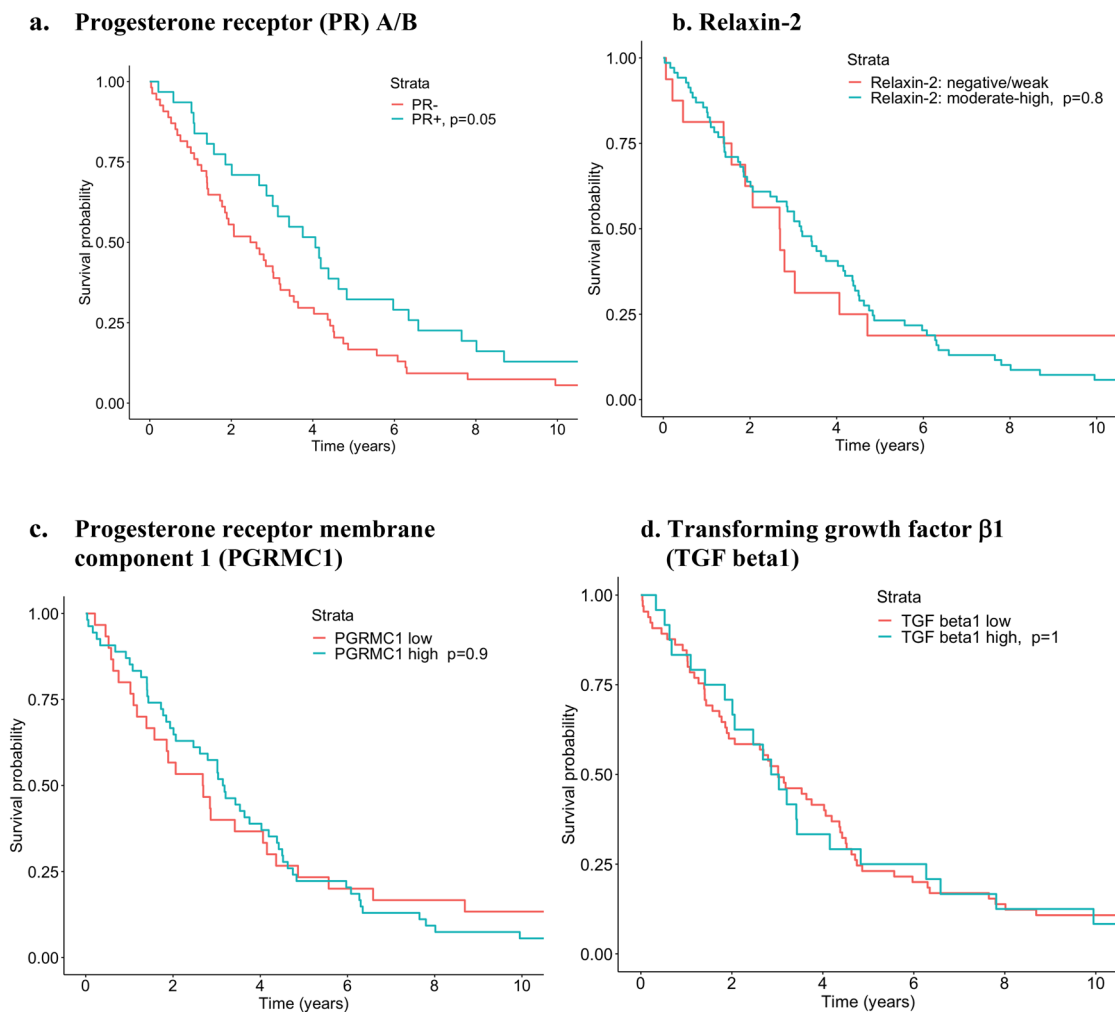 a. Progesterone receptor (PR) A/B
Strata
PR-
PR+, p=0.05
Survival probability
1.00
0.75
0.50
0.25
0.00
0 2 4 6 8 10
Time (years)
b. Relaxin-2
Strata
Relaxin-2: negative/weak
Relaxin-2: moderate-high, p=0.8
Survival probability
1.00
0.75
0.50
0.25
0.00
0 2 4 6 8 10
Time (years)
c. Progesterone receptor membrane
component 1 (PGRMC1)
Strata
PGRMC1 low
PGRMC1 high p=0.9
Survival probability
1.00
0.75
0.50
0.25
0.00
0 2 4 6 8 10
Time (years)
d. Transforming growth factor β1
(TGF beta1)
Strata
TGF beta1 low
TGF beta1 high, p=1
Survival probability
1.00
0.75
0.50
0.25
0.00
0 2 4 6 8 10
Time (years)